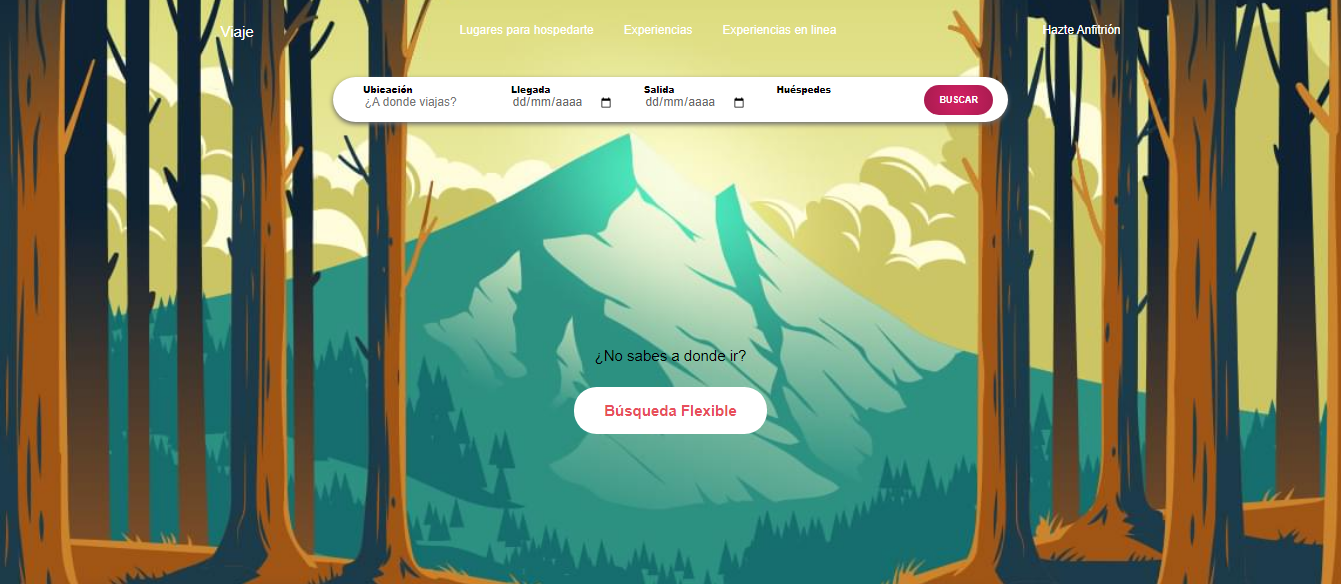 Viaje
Lugares para hospedarte
Experiencias
Experiencias en linea
Hazte Anfitrión
Ubicación
¿A donde viajas?
Llegada
dd/mm/aaaa
Salida
dd/mm/aaaa
Huéspedes
BUSCAR
¿No sabes a donde ir?
Búsqueda Flexible